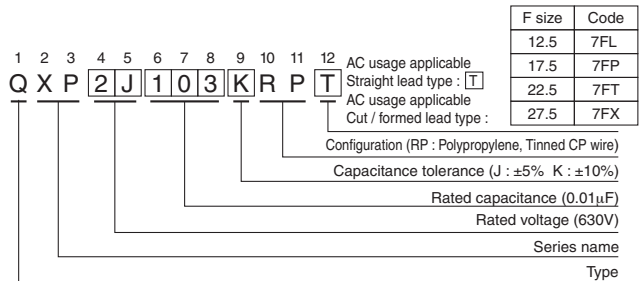 F size Code
12.5 7FL
17.5 7FP
22.5 7FT
27.5 7FX
1 2 3 4 5 6 7 8 9 10 11 12
Q X P 2 J 1 0 3 K R P T
AC usage applicable
Straight lead type : T
AC usage applicable
Cut / formed lead type :
Configuration (RP : Polypropylene, Tinned CP wire)
Capacitance tolerance (J : ±5% K : ±10%)
Rated capacitance (0.01μF)
Rated voltage (630V)
Series name
Type